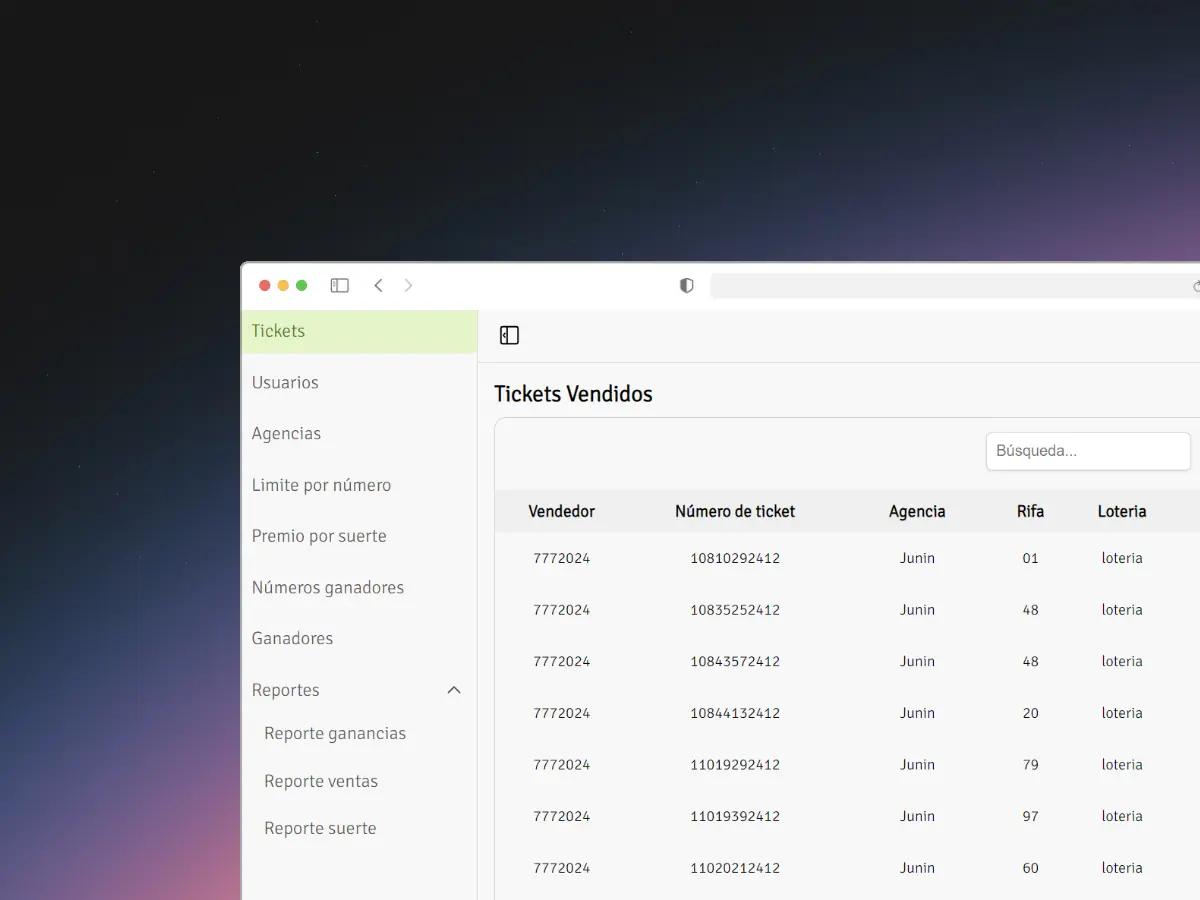 Tickets
Usuarios
Agencias
Limite por número
Premio por suerte
Números ganadores
Ganadores
Reportes
Reporte ganancias
Reporte ventas
Reporte suerte
Tickets Vendidos
Búsqueda...
Vendedor Número de ticket Agencia Rifa Loteria
7772024 10810292412 Junin 01 loteria
7772024 10835252412 Junin 48 loteria
7772024 10843572412 Junin 48 loteria
7772024 10844132412 Junin 20 loteria
7772024 11019292412 Junin 79 loteria
7772024 11019392412 Junin 97 loteria
7772024 11020212412 Junin 60 loteria